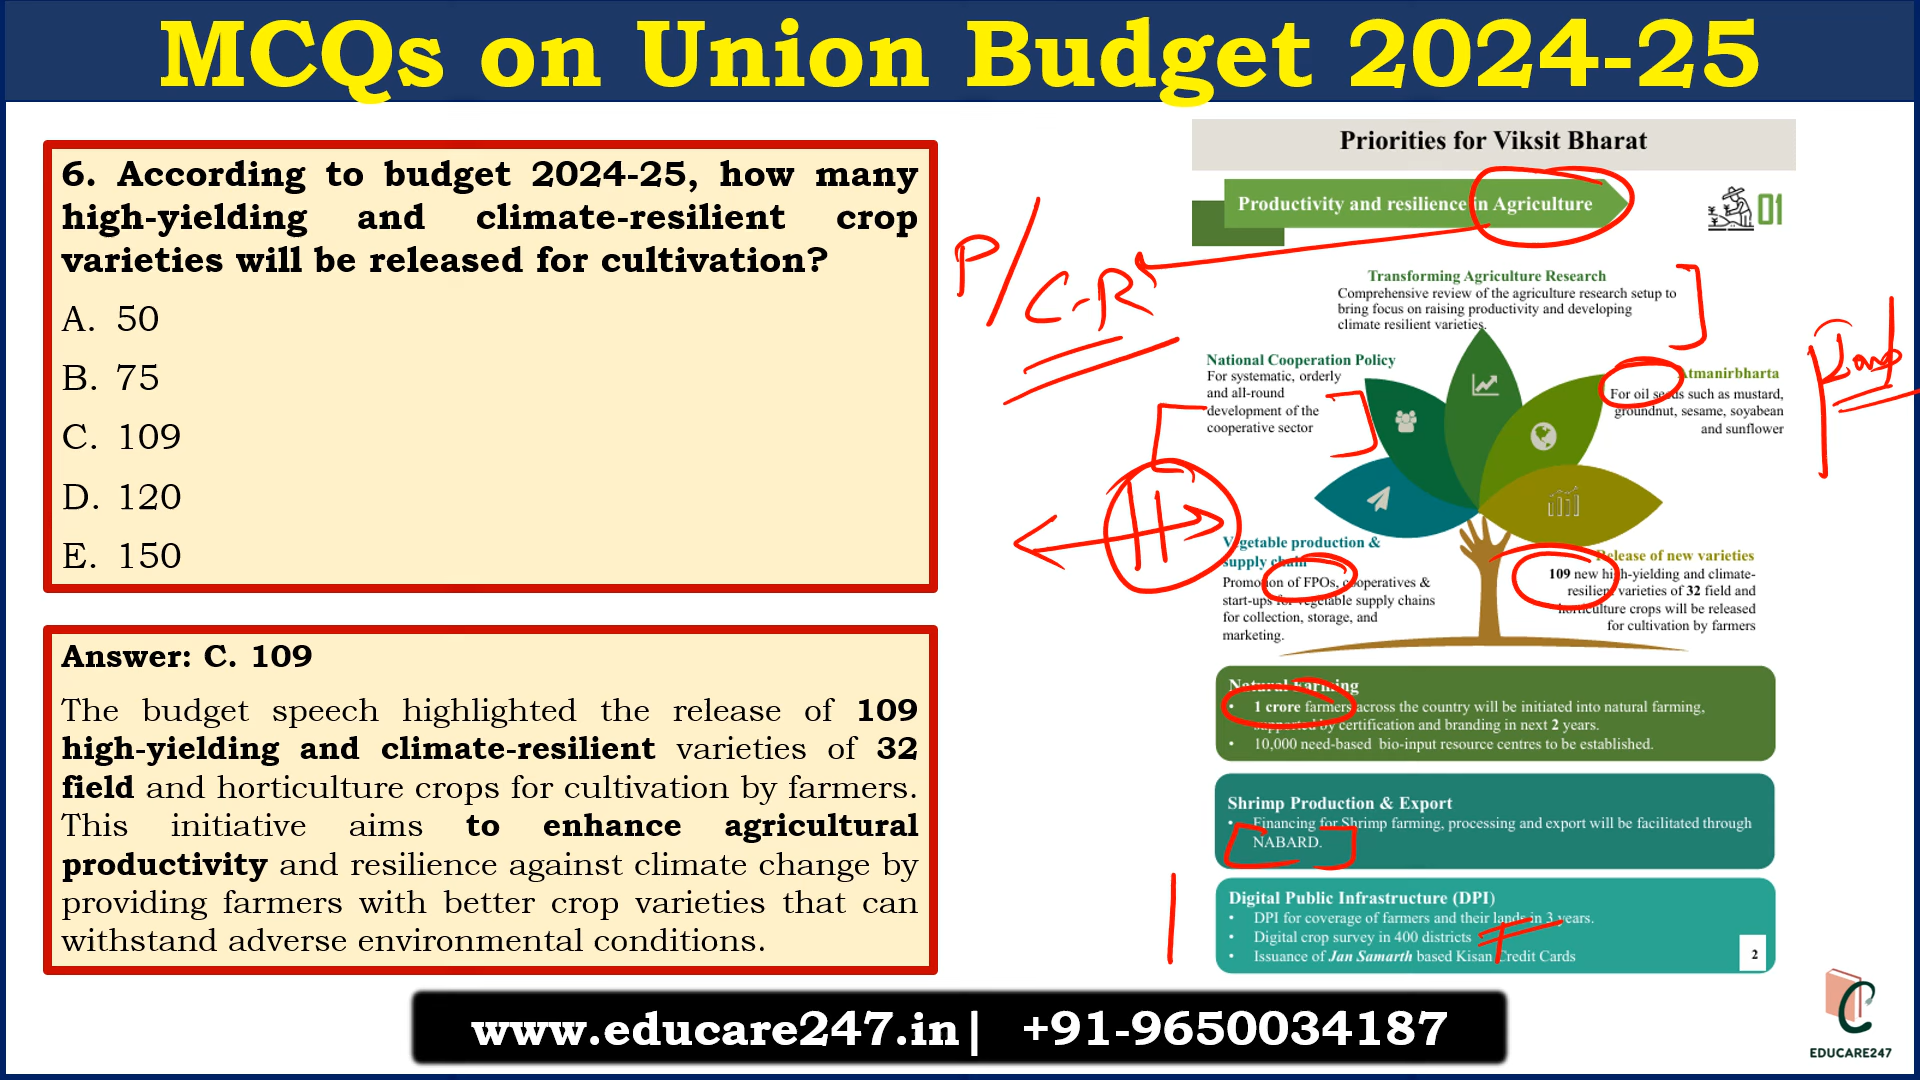 MCQs on Union Budget 2024-25
6. According to budget 2024-25, how many
high-yielding and climate-resilient crop
varieties will be released for cultivation?
A. 50
B. 75
C. 109
D. 120
E. 150
Answer: C. 109
The budget speech highlighted the release of 109
high-yielding and climate-resilient varieties of 32
field and horticulture crops for cultivation by farmers.
This initiative aims to enhance agricultural
productivity and resilience against climate change by
providing farmers with better crop varieties that can
withstand adverse environmental conditions.
Priorities for Viksit Bharat
Productivity and resilience in Agriculture
01
P/C-R
Transforming Agriculture Research
Comprehensive review of the agriculture research setup to
bring focus on raising productivity and developing
climate resilient varieties.
National Cooperation Policy
For systematic, orderly
and all-round
development of the
cooperative sector
Atmanirbharta
For oil seeds such as mustard,
groundnut, sesame, soyabean
and sunflower
Vegetable production &
supply chain
Promotion of FPOs, cooperatives &
start-ups for vegetable supply chains
for collection, storage, and
marketing.
Release of new varieties
109 new high-yielding and climate-
resilient varieties of 32 field and
horticulture crops will be released
for cultivation by farmers
Natural Farming
• 1 crore farmers across the country will be initiated into natural farming,
supported by certification and branding in next 2 years.
• 10,000 need-based bio-input resource centres to be established.
Shrimp Production & Export
• Financing for Shrimp farming, processing and export will be facilitated through
NABARD.
Digital Public Infrastructure (DPI)
• DPI for coverage of farmers and their lands in 3 years.
• Digital crop survey in 400 districts
• Issuance of Jan Samarth based Kisan Credit Cards
2
www.educare247.in| +91-9650034187
EDUCARE247